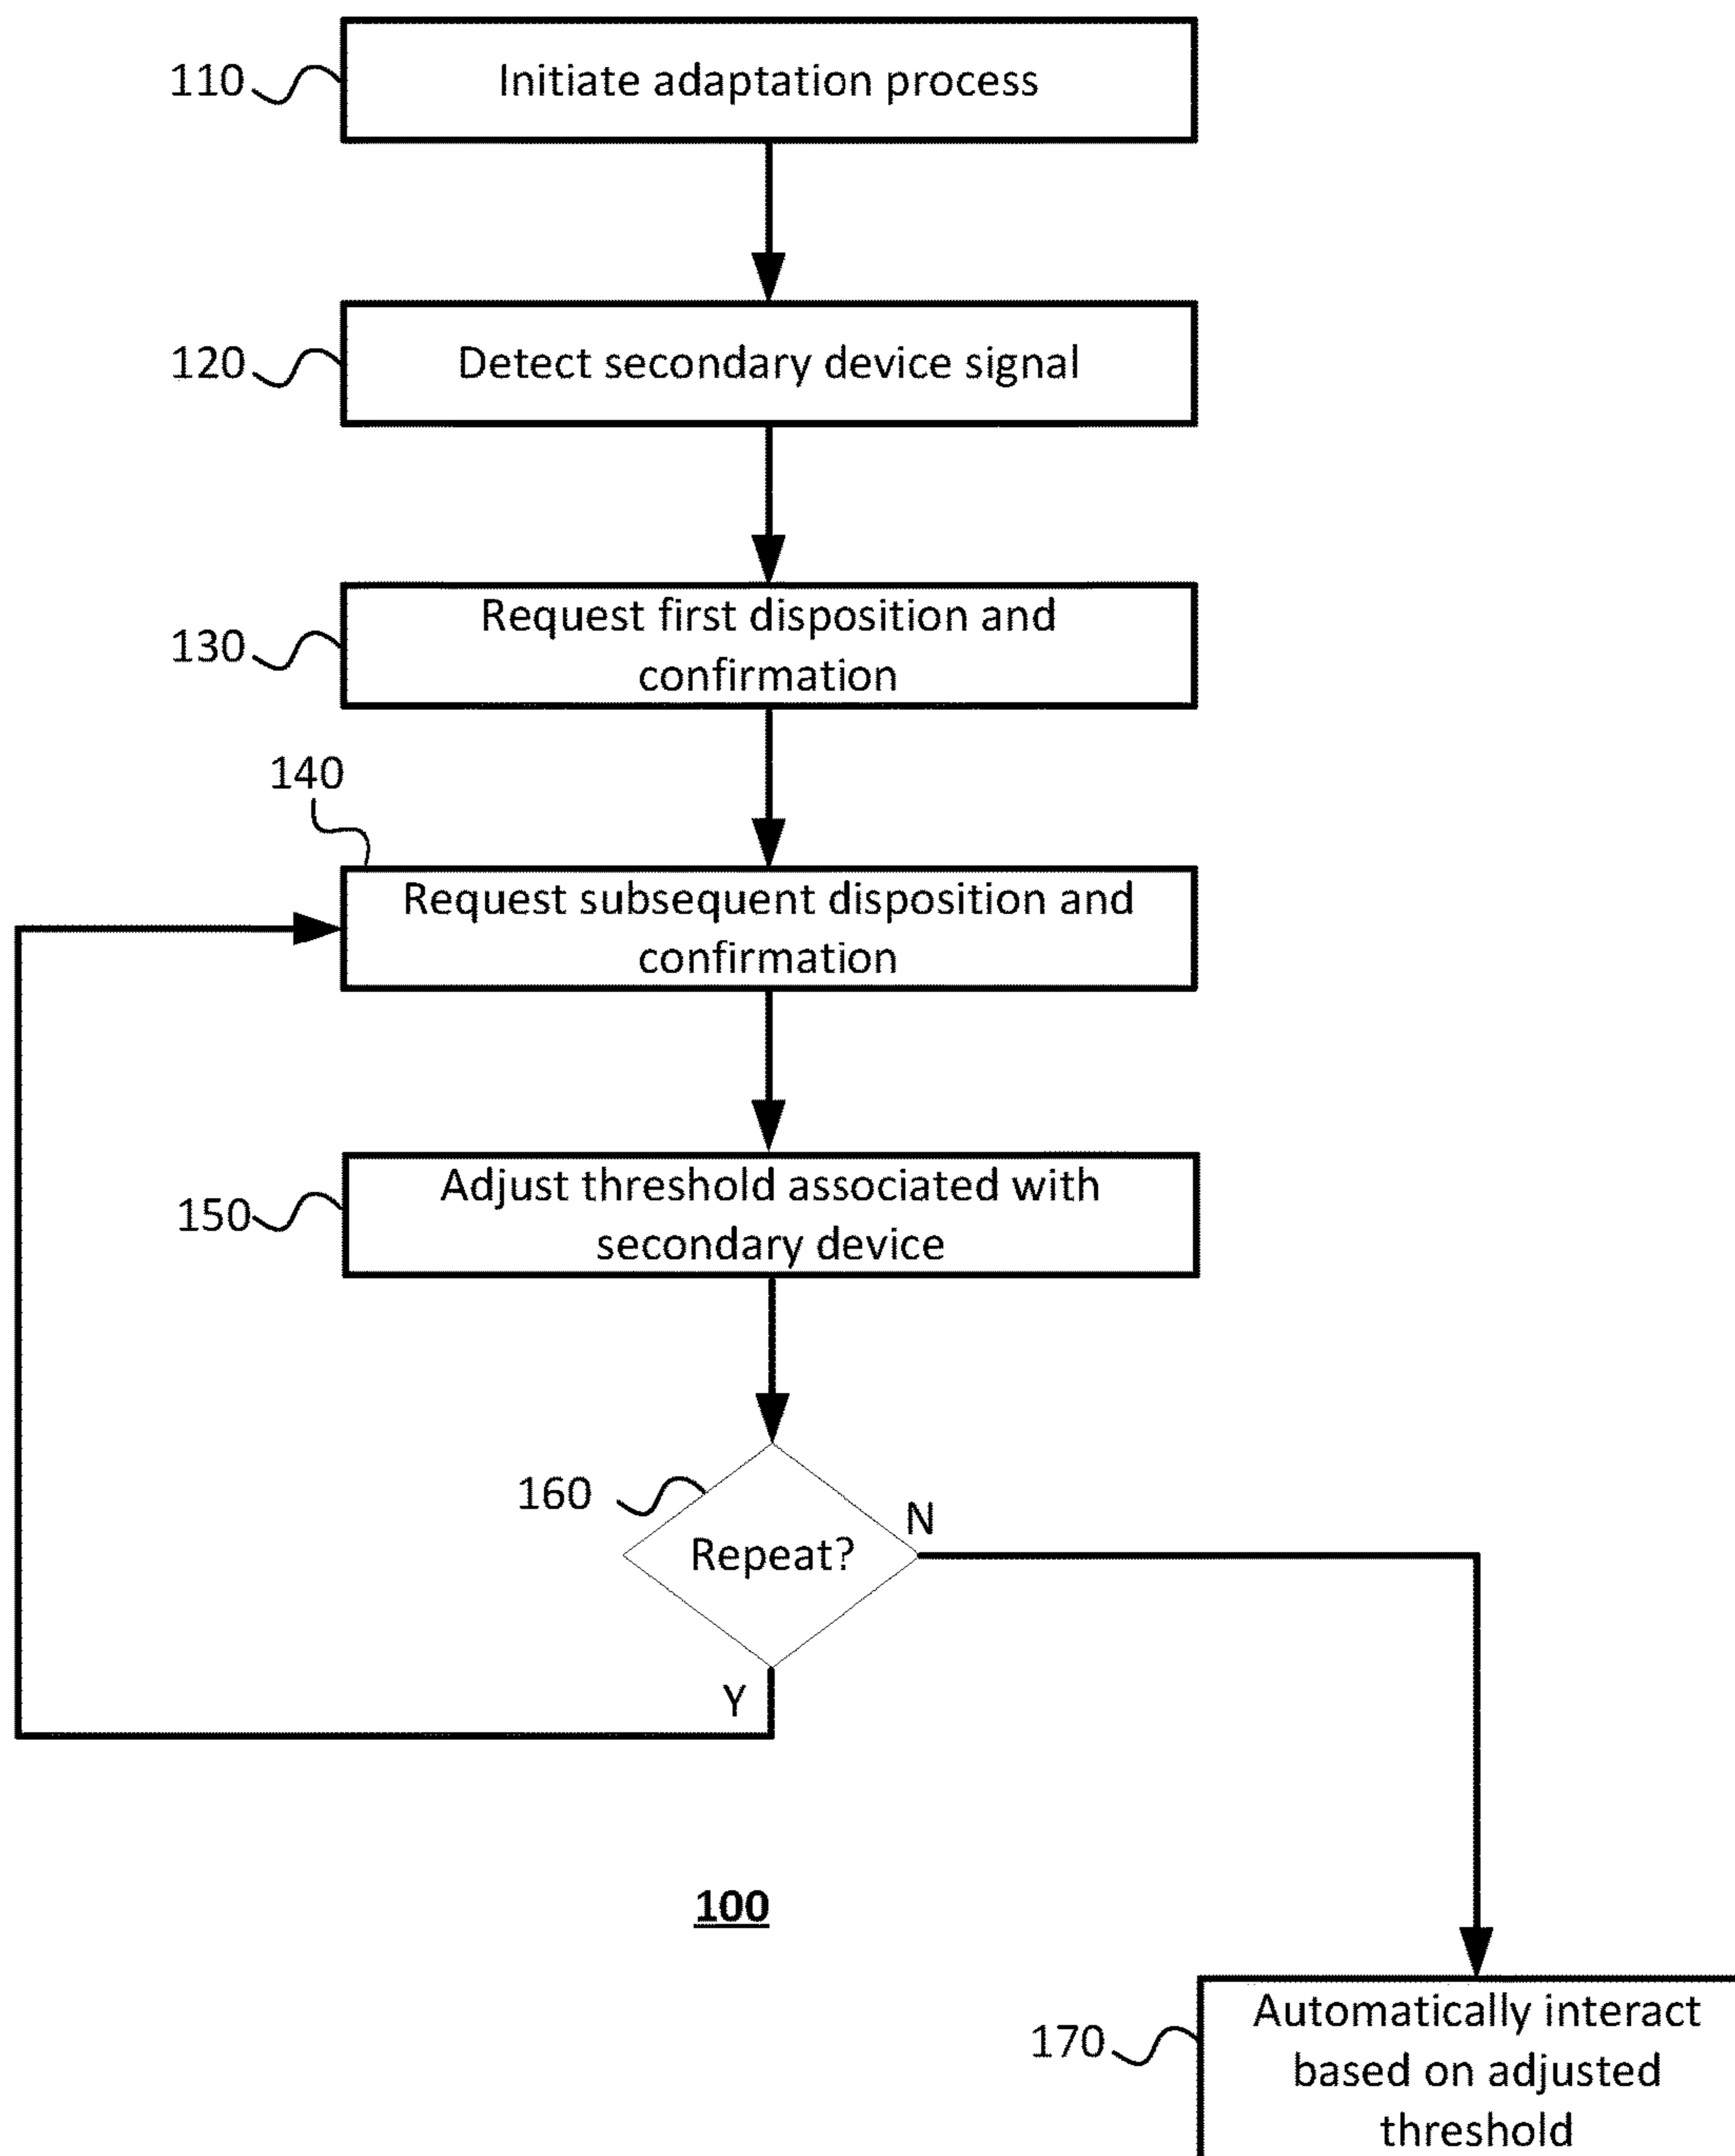 110
Initiate adaptation process
120
Detect secondary device signal
130
Request first disposition and
confirmation
140
Request subsequent disposition and
confirmation
150
Adjust threshold associated with
secondary device
160
Repeat?
N
Y
100
170
Automatically interact
based on adjusted
threshold